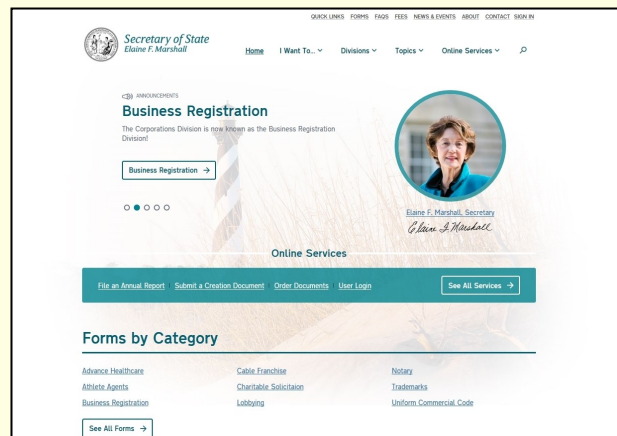 QUICK LINKS FORMS FAQS FEES NEWS & EVENTS ABOUT CONTACT SIGN IN
Secretary of State
Elaine F. Marshall
Home I Want To... Divisions Topics Online Services
ANNOUNCEMENTS
Business Registration
The Corporations Division is now known as the Business Registration
Division!
Business Registration →
Elaine F. Marshall, Secretary
Elaine F. Marshall
Online Services
File an Annual Report | Submit a Creation Document | Order Documents | User Login
See All Services →
Forms by Category
Advance Healthcare Cable Franchise Notary
Athlete Agents Charitable Solicitaion Trademarks
Business Registration Lobbying Uniform Commercial Code
See All Forms →